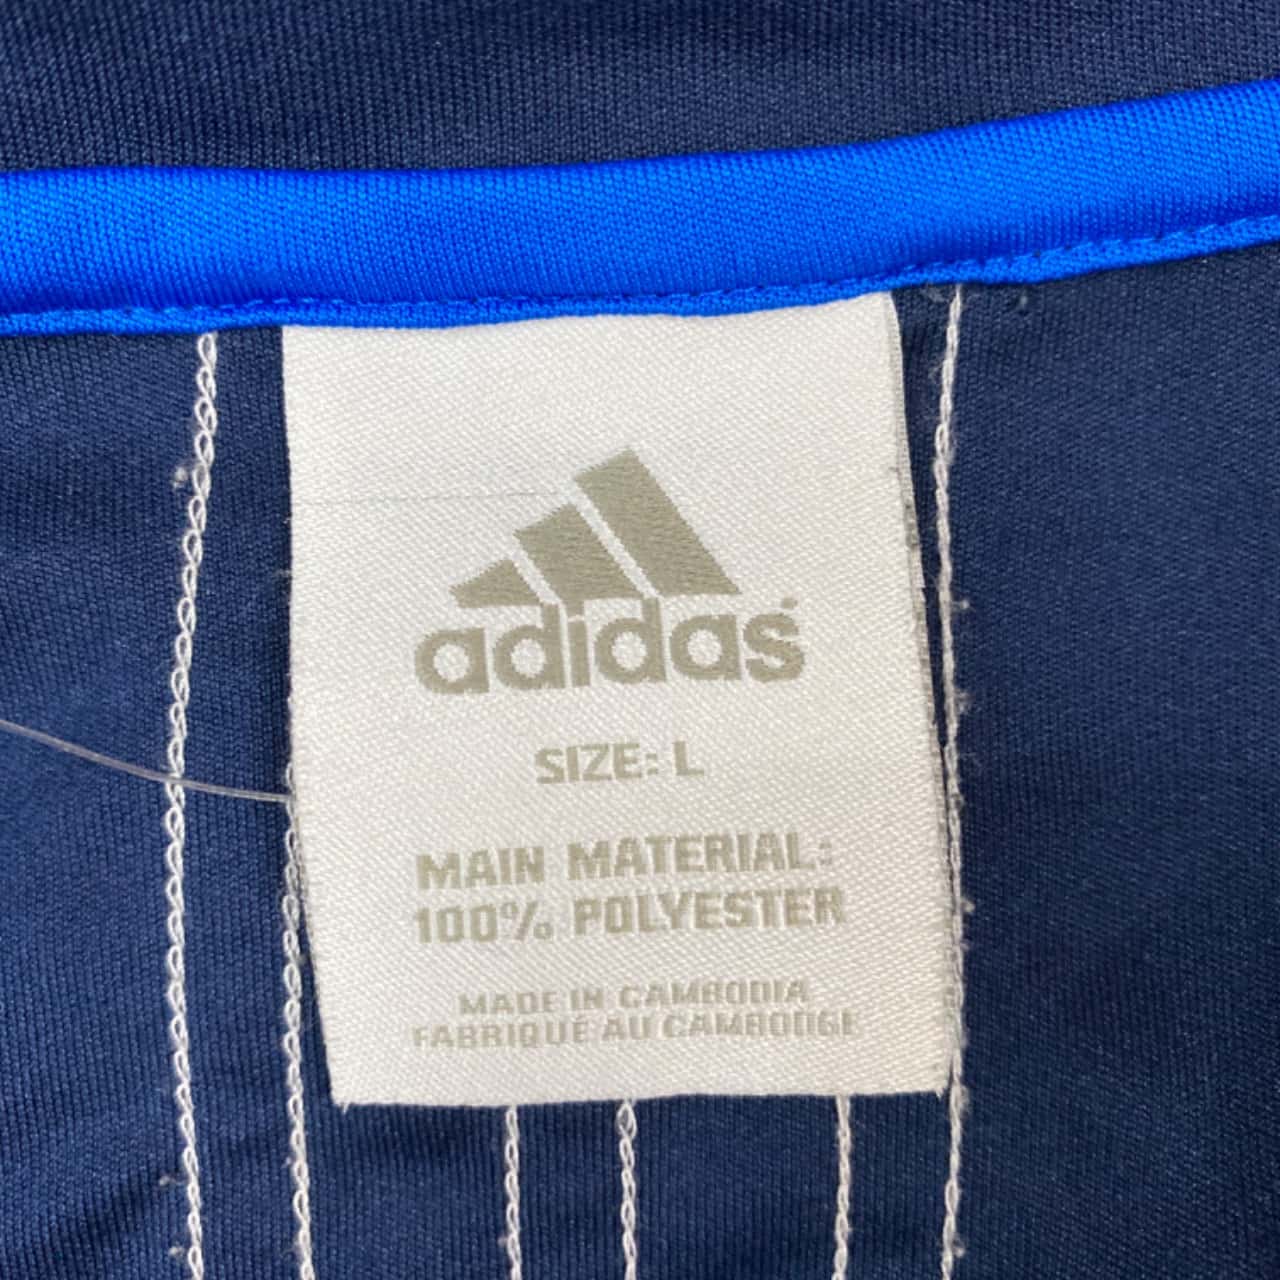 adidas
SIZE: L
MAIN MATERIAL:
100% POLYESTER
MADE IN CAMBODIA
FABRIQUÉ AU CAMBODGE